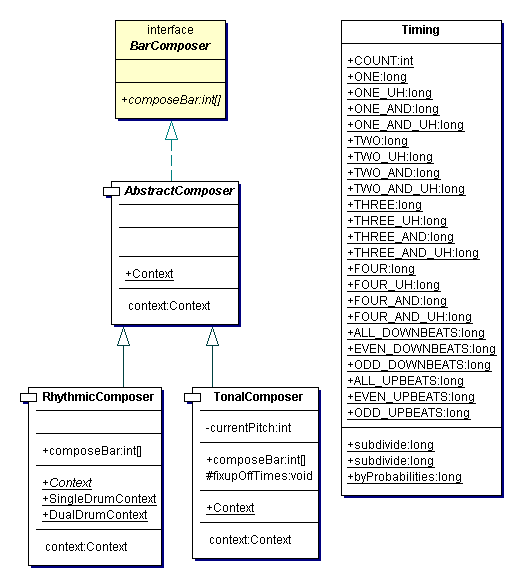 interface
BarComposer
+composeBar:int[]
AbstractComposer
+Context
context:Context
RhythmicComposer
+composeBar:int[]
+Context
+SingleDrumContext
+DualDrumContext
context:Context
TonalComposer
-currentPitch:int
+composeBar:int[]
#fixupOffTimes:void
+Context
context:Context
Timing
+COUNT:int
+ONE:long
+ONE_UH:long
+ONE_AND:long
+ONE_AND_UH:long
+TWO:long
+TWO_UH:long
+TWO_AND:long
+TWO_AND_UH:long
+THREE:long
+THREE_UH:long
+THREE_AND:long
+THREE_AND_UH:long
+FOUR:long
+FOUR_UH:long
+FOUR_AND:long
+FOUR_AND_UH:long
+ALL_DOWNBEATS:long
+EVEN_DOWNBEATS:long
+ODD_DOWNBEATS:long
+ALL_UPBEATS:long
+EVEN_UPBEATS:long
+ODD_UPBEATS:long
+subdivide:long
+subdivide:long
+byProbabilities:long